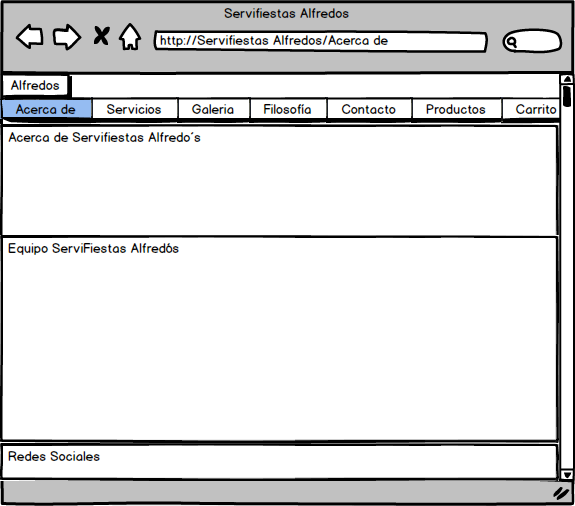 Servifiestas Alfredos
http://Servifiestas Alfredos/Acerca de
Alfredos
Acerca de Servicios Galeria Filosofía Contacto Productos Carrito
Acerca de Servifiestas Alfredo´s
Equipo ServiFiestas Alfredós
Redes Sociales